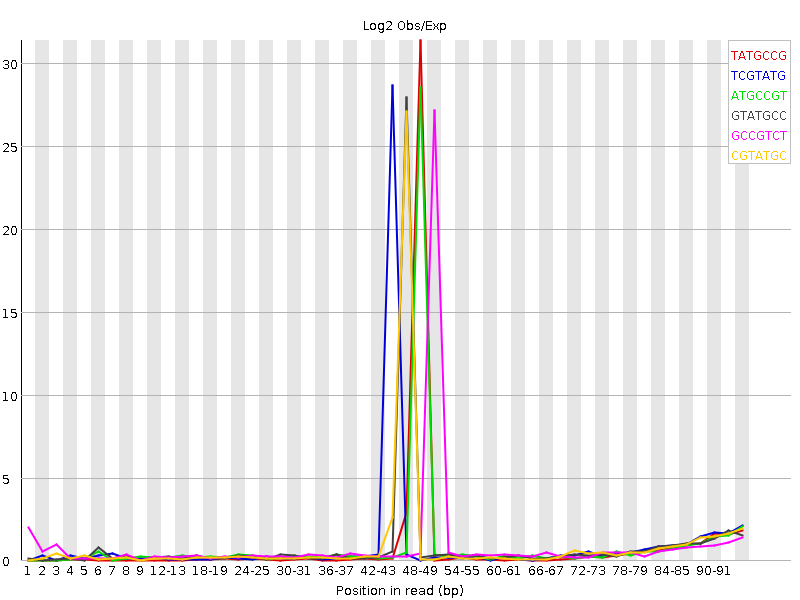 Log2 Obs/Exp
30
25
20
15
10
5
0
TATGCCG
TCGTATG
ATGCCGT
GTATGCC
GCCGTCT
CGTATGC
1 2 3 4 5 6 7 8 9 12-13 18-19 24-25 30-31 36-37 42-43 48-49 54-55 60-61 66-67 72-73 78-79 84-85 90-91
Position in read (bp)